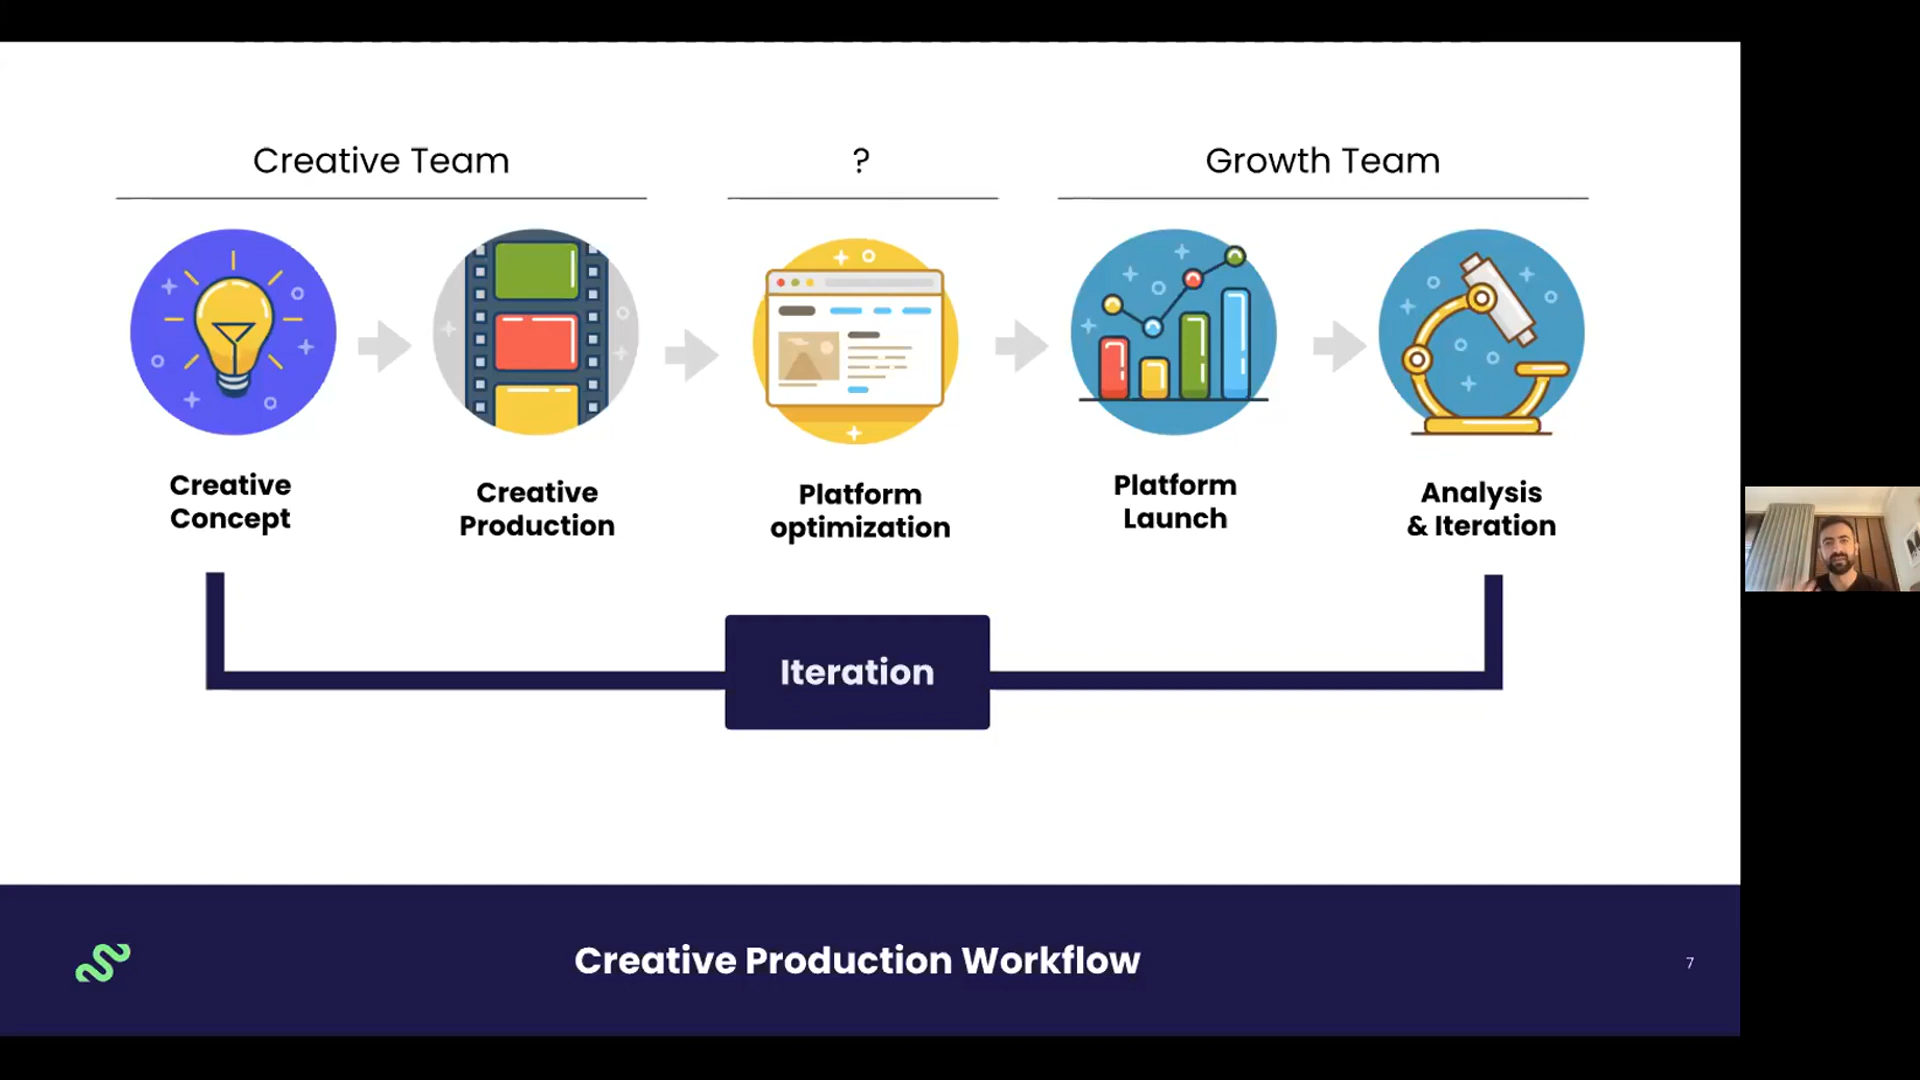 Creative Team
?
Growth Team
Creative
Concept
Creative
Production
Platform
optimization
Platform
Launch
Analysis
& Iteration
Iteration
Creative Production Workflow
7